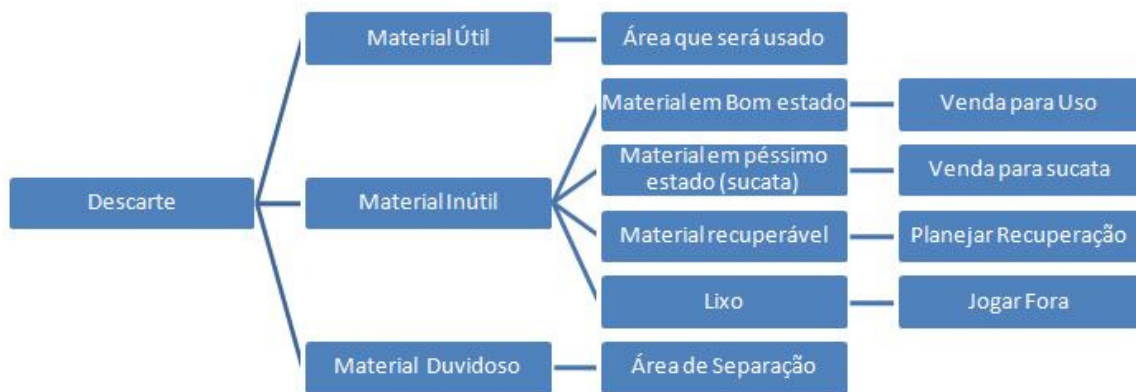 Material Útil
Área que será usado
Material em Bom estado
Venda para Uso
Material em péssimo
estado (sucata)
Venda para sucata
Descarte
Material Inútil
Material recuperável
Planejar Recuperação
Lixo
Jogar Fora
Material Duvidoso
Área de Separação